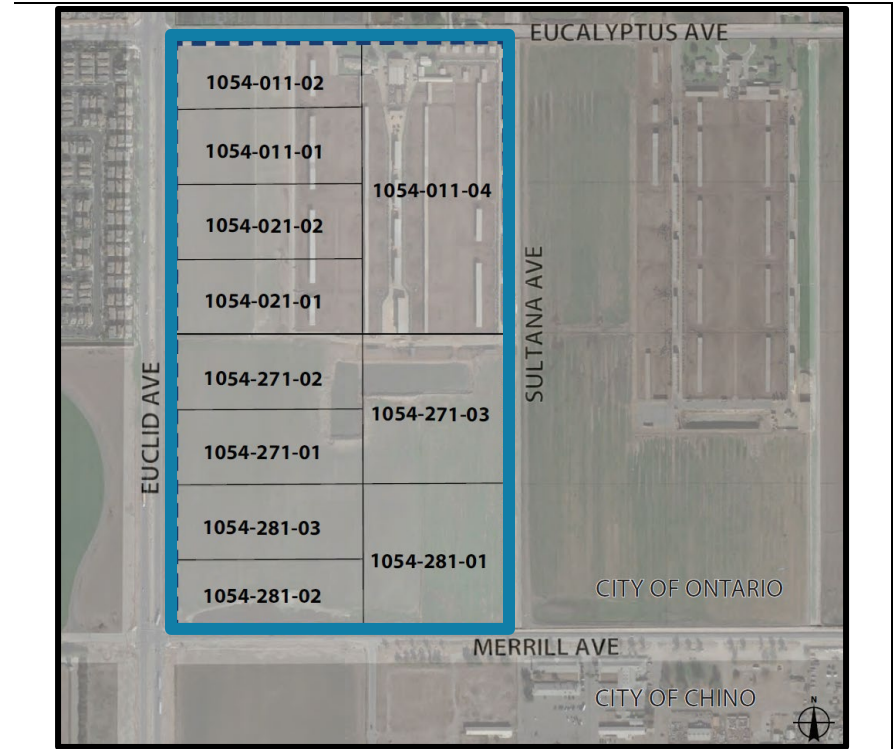 EUCALYPTUS AVE
1054-011-02
1054-011-01
1054-011-04
1054-021-02
1054-021-01
SULTANA AVE
EUCLID AVE
1054-271-02
1054-271-03
1054-271-01
1054-281-03
1054-281-01
1054-281-02
CITY OF ONTARIO
MERRILL AVE
CITY OF CHINO
N